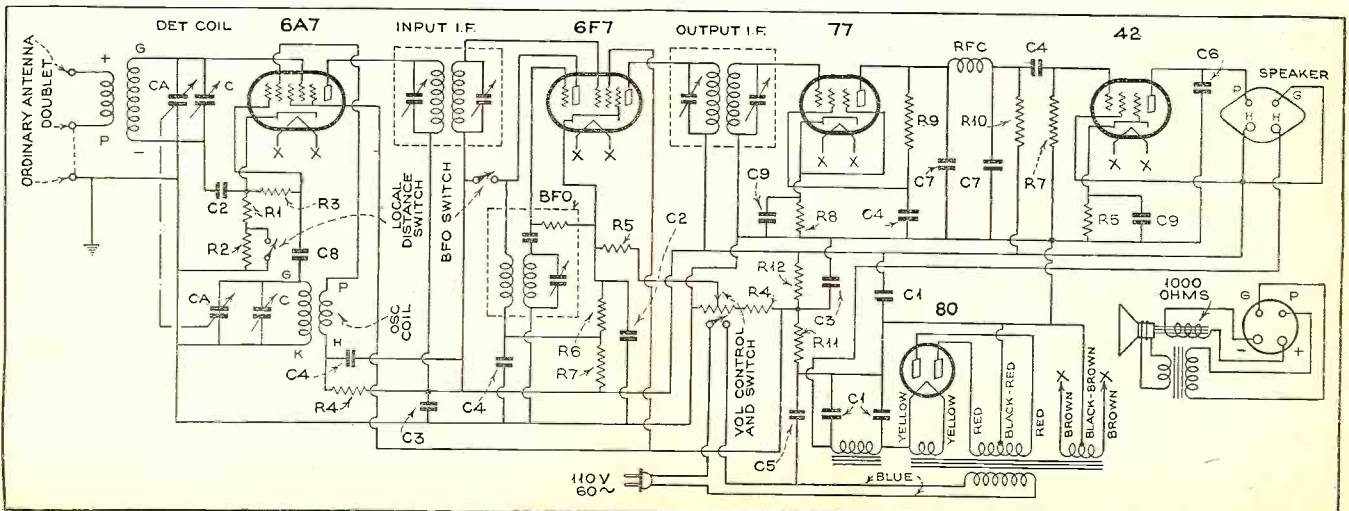 DET COIL
6A7
INPUT I.F.
6F7
OUTPUT I.F.
77
RFC
C4
42
C6
SPEAKER
ORDINARY ANTENNA
DOUBLET
+
P
G
-
CA
C
C2
R1
R3
R2
LOCAL
DISTANCE
SWITCH
C8
CA
C
G
K
P
H
OSC
COIL
C4
R4
C3
X X
BFO SWITCH
BFO
C4
X X
R5
R6
R7
C2
VOL CONTROL
AND SWITCH
R4
R12
R11
C3
C5
C9
R8
X X
R9
C4
C7
C7
R10
R7
R5
C9
X X
P
G
H
H
C1
C1
80
YELLOW
YELLOW
RED
BLACK-RED
RED
X
BROWN
BLACK-BROWN
BROWN
X
1000
OHMS
G
P
-
+
110 V
60~
BLUE